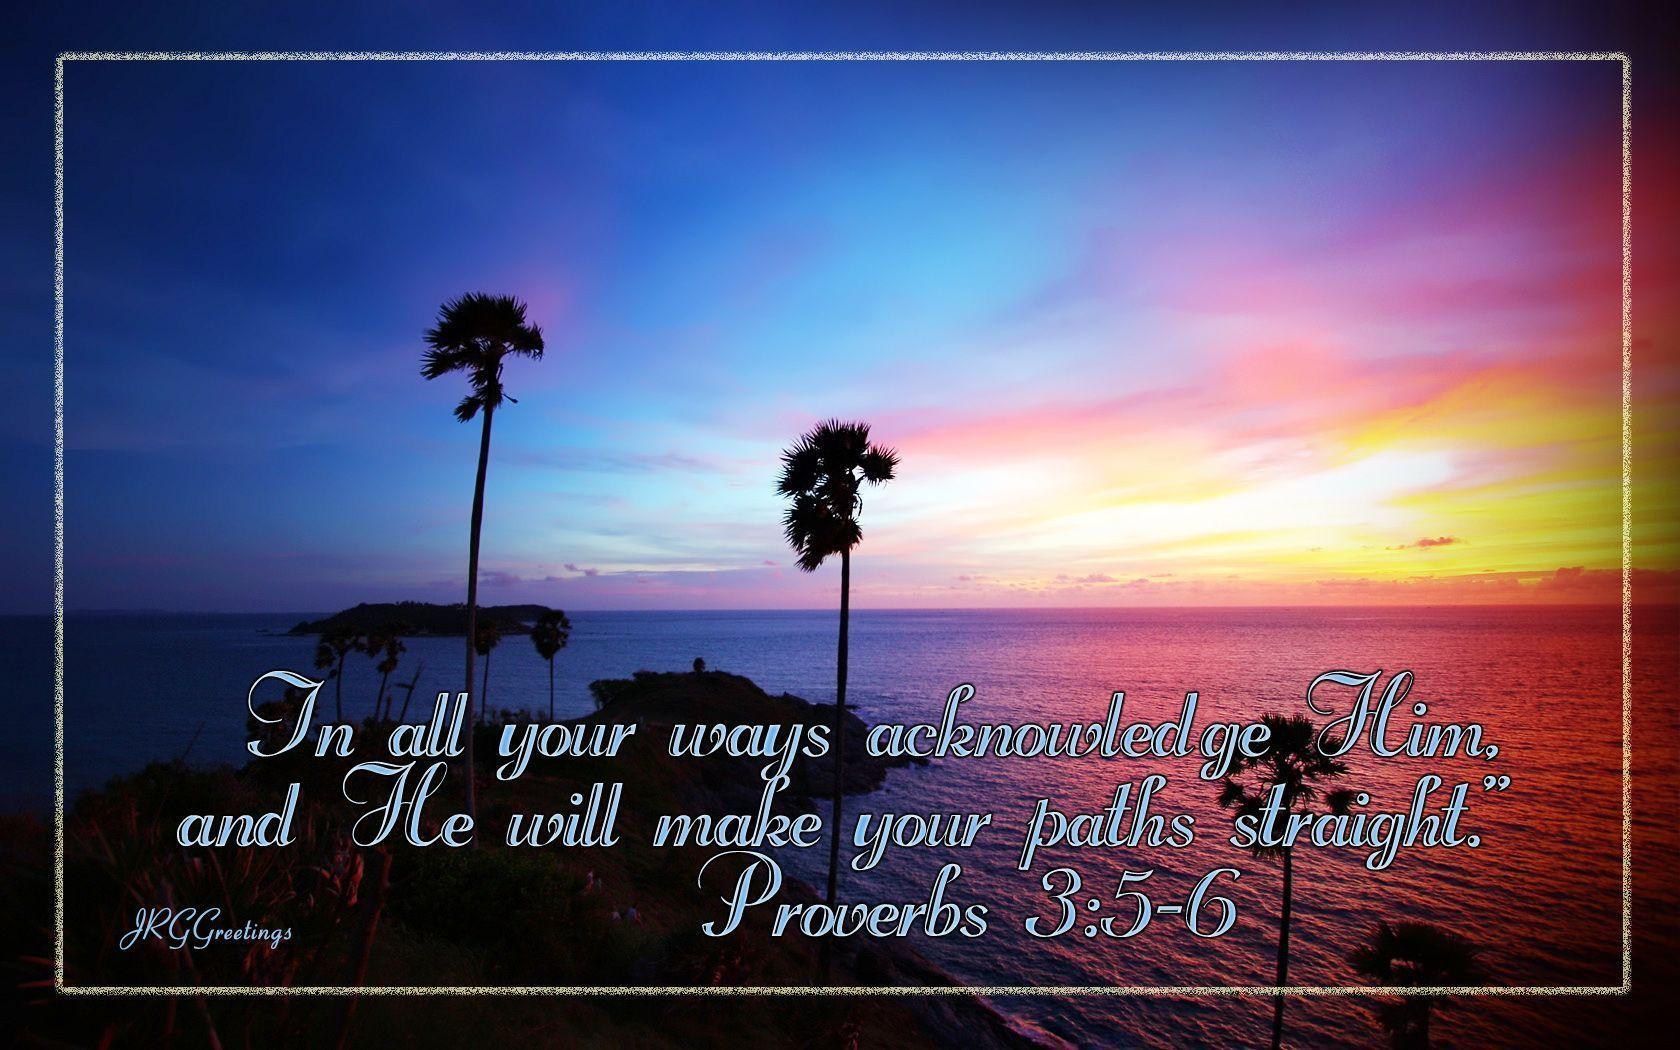 In all your ways acknowledge Him,
and He will make your paths straight.”
Proverbs 3:5-6
JRGGreetings